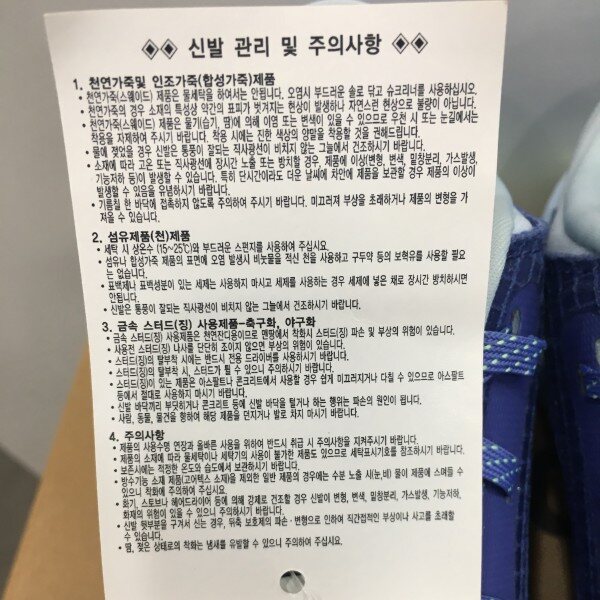 ◈◈ 신발 관리 및 주의사항 ◈◈
1. 천연가죽및 인조가죽(합성가죽)제품
• 천연가죽(스웨이드) 제품은 물세탁을 하여서는 안됩니다. 오염시 부드러운 솔로 닦고 슈크리너를 사용하십시오.
• 천연가죽의 경우 소재의 특성상 약간의 표피가 벗겨지는 현상이 발생하나 자연스런 현상으로 불량이 아닙니다.
• 천연가죽(스웨이드) 제품은 물기(습기, 땀)에 의해 이염 또는 변색이 있을 수 있으므로 우천 시 또는 눈길에서는
착용을 자제하여 주시기 바랍니다. 착용 시에는 진한 색상의 양말을 착용할 것을 권해드립니다.
• 물에 젖었을 경우 신발은 통풍이 잘되는 직사광선이 비치지 않는 그늘에서 건조하시기 바랍니다.
• 소재에 따라 고온 또는 직사광선에 장시간 노출 또는 방치할 경우, 제품에 이상(변형, 변색, 밑창분리, 가스발생,
기능저하 등)이 발생할 수 있습니다. 특히 단시간이라도 더운 날씨에 차안에 제품을 보관할 경우 제품의 이상이
발생할 수 있음을 유념하시기 바랍니다.
• 기름칠 한 바닥에 접촉하지 않도록 주의하여 주시기 바랍니다. 미끄러져 부상을 초래하거나 제품의 변형을 가
져올 수 있습니다.
2. 섬유제품(천)제품
• 세탁 시 상온수 (15~25℃)와 부드러운 스펀지를 사용하여 주십시요.
• 섬유나 합성가죽 제품의 표면에 오염 발생시 비눗물을 적신 천을 사용하고 구두약 등의 보혁유를 사용할 필요
는 없습니다.
• 표백제나 표백성분이 있는 세제는 사용하지 마시고 세제를 사용하는 경우 세제에 넣은 채로 장시간 방치하시면
안됩니다.
• 신발은 통풍이 잘되는 직사광선이 비치지 않는 그늘에서 건조하시기 바랍니다.
3. 금속 스터드(징) 사용제품-축구화, 야구화
• 금속 스터드(징) 사용제품은 천연잔디용이므로 맨땅에서 착화시 스터드(징) 파손 및 부상의 위험이 있습니다.
• 사용전 스터드(징) 나사를 단단히 조이지 않으면 부상의 위험이 있습니다.
• 스터드(징)의 탈부착 시에는 반드시 전용 드라이버를 사용하시기 바랍니다.
• 스터드(징)의 탈부착 시, 스터드가 튈 수 있으니 주의하시기 바랍니다.
• 스터드(징)이 있는 제품은 아스팔트나 콘크리트에서 사용할 경우 쉽게 미끄러지거나 다칠 수 있으므로 아스팔트
등에서 절대로 사용하지 마시기 바랍니다.
• 신발 바닥끼리 부딪히거나 콘크리트 등에 신발 바닥을 털거나 하는 행위는 파손의 원인이 됩니다.
• 사람, 동물, 물건을 향하여 해당 제품을 던지거나 발로 차지 마시기 바랍니다.
4. 주의사항
• 제품의 사용수명 연장과 올바른 사용을 위하여 반드시 취급 시 주의사항을 지켜주시기 바랍니다.
• 제품의 소재에 따라 물세탁이나 세탁기의 사용이 불가한 제품도 있으므로 세탁표시기호를 참조하시기 바랍니다.
• 보존시에는 적정한 온도와 습도에서 보관하시기 바랍니다.
• 방수기능 소재 제품(고어텍스 소재)을 제외한 일반 제품의 경우에는 수분 노출 시(눈,비) 물이 제품에 스며들 수
있으니 착화에 주의하여 주십시요.
• 화기, 스토브나 헤어드라이어 등에 의해 강제로 건조할 경우 신발이 변형, 변색, 밑창분리, 가스발생, 기능저하,
화재의 위험이 있을 수 있으니 주의하시기 바랍니다.
• 신발 뒷부분을 구겨서 신는 경우, 뒤축 보호제의 파손·변형으로 인하여 직간접적인 부상이나 사고를 초래할
수 있습니다.
• 땀, 젖은 상태로의 착화는 냄새를 유발할 수 있으니 주의하여 주십시요.